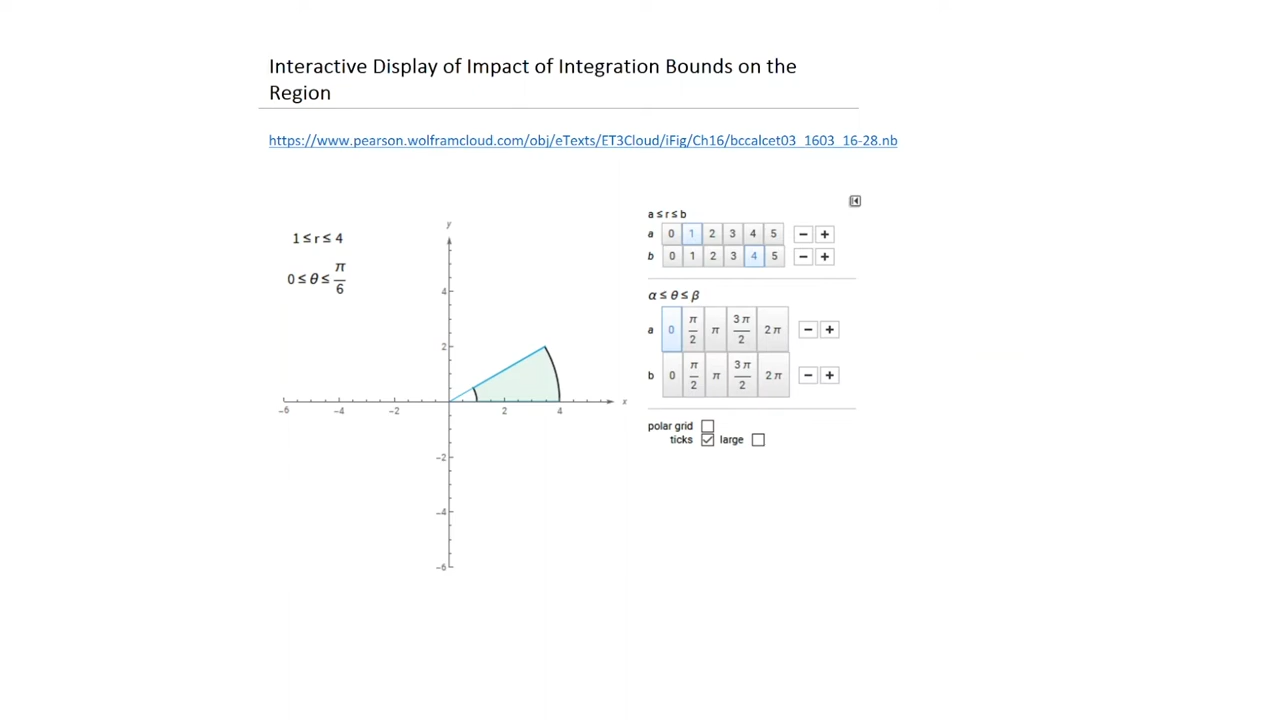 Interactive Display of Impact of Integration Bounds on the
Region
https://www.pearson.wolframcloud.com/obj/eTexts/ET3Cloud/iFig/Ch16/bccalcet03_1603_16-28.nb
1 ≤ r ≤ 4
0 ≤ θ ≤ π/6
y
4
2
-6 -4 -2 2 4 x
-2
-4
-6
a ≤ r ≤ b
a 0 1 2 3 4 5 − +
b 0 1 2 3 4 5 − +
α ≤ θ ≤ β
a 0 π/2 π 3π/2 2π − +
b 0 π/2 π 3π/2 2π − +
polar grid
ticks large